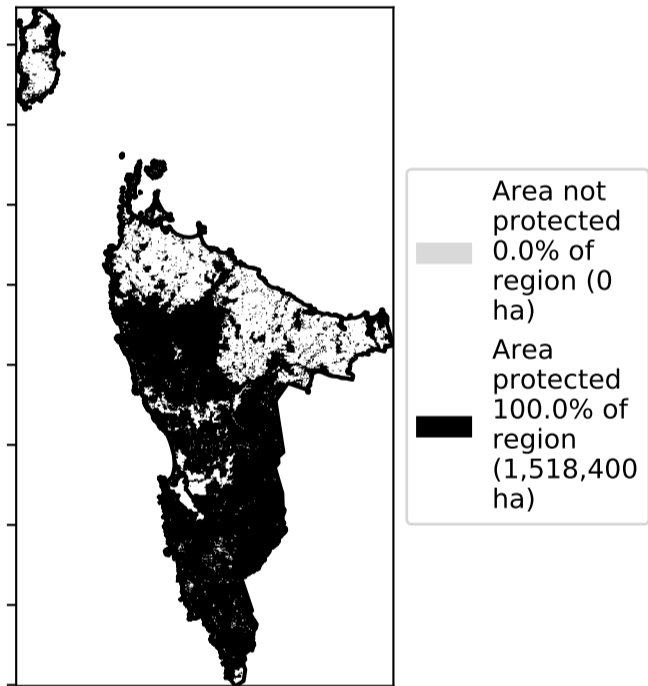 Area not
protected
0.0% of
region (0
ha)
Area
protected
100.0% of
region
(1,518,400
ha)